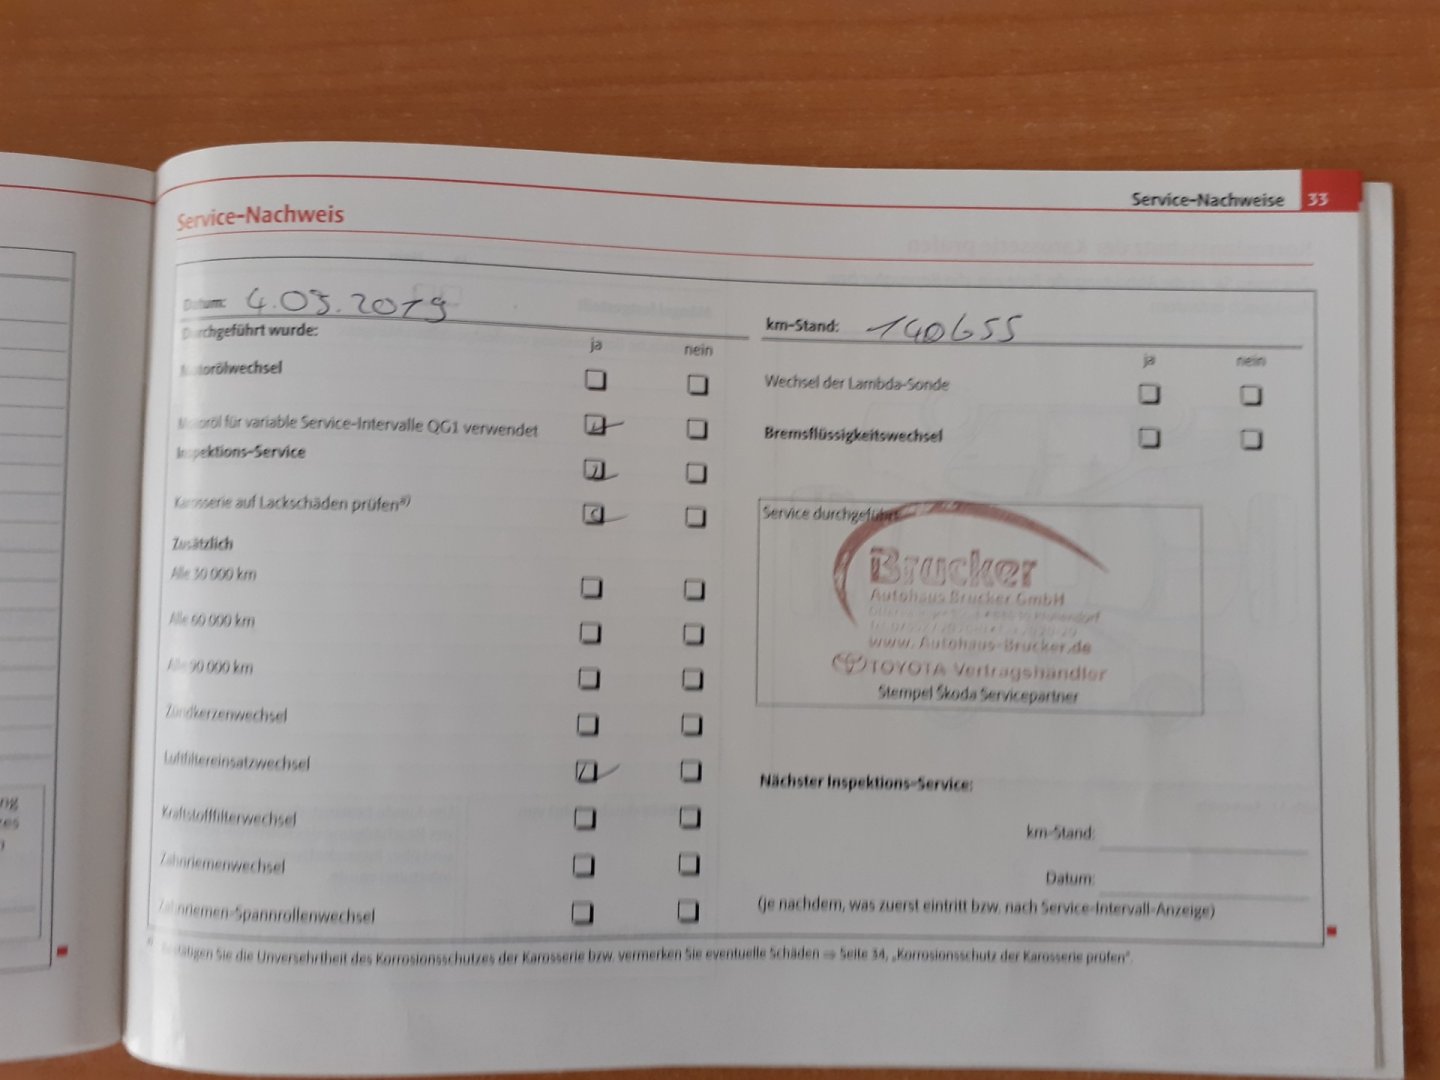 Service-Nachweise 33
Service-Nachweis
Datum: 4.09.2019
km-Stand: 140655
Durchgeführt wurde:
ja nein
ja nein
Motorölwechsel
Motoröl für variable Service-Intervalle QG1 verwendet
Inspektions-Service
Karosserie auf Lackschäden prüfen a)
Zusätzlich
Alle 30 000 km
Alle 60 000 km
Alle 90 000 km
Zündkerzenwechsel
Luftfiltereinsatzwechsel
Kraftstofffilterwechsel
Zahnriemenwechsel
Zahnriemen-Spannrollenwechsel
Wechsel der Lambda-Sonde
Bremsflüssigkeitswechsel
Service durchgeführt
Brucker
Autohaus Brucker GmbH
www. Autohaus-Brucker.de
TOYOTA Vertragshändler
Stempel Škoda Servicepartner
Nächster Inspektions-Service:
km-Stand:
Datum:
(je nachdem, was zuerst eintritt bzw. nach Service-Intervall-Anzeige)
a) Bestätigen Sie die Unversehrtheit des Korrosionsschutzes der Karosserie bzw. vermerken Sie eventuelle Schäden ⇒ Seite 34, „Korrosionsschutz der Karosserie prüfen“.